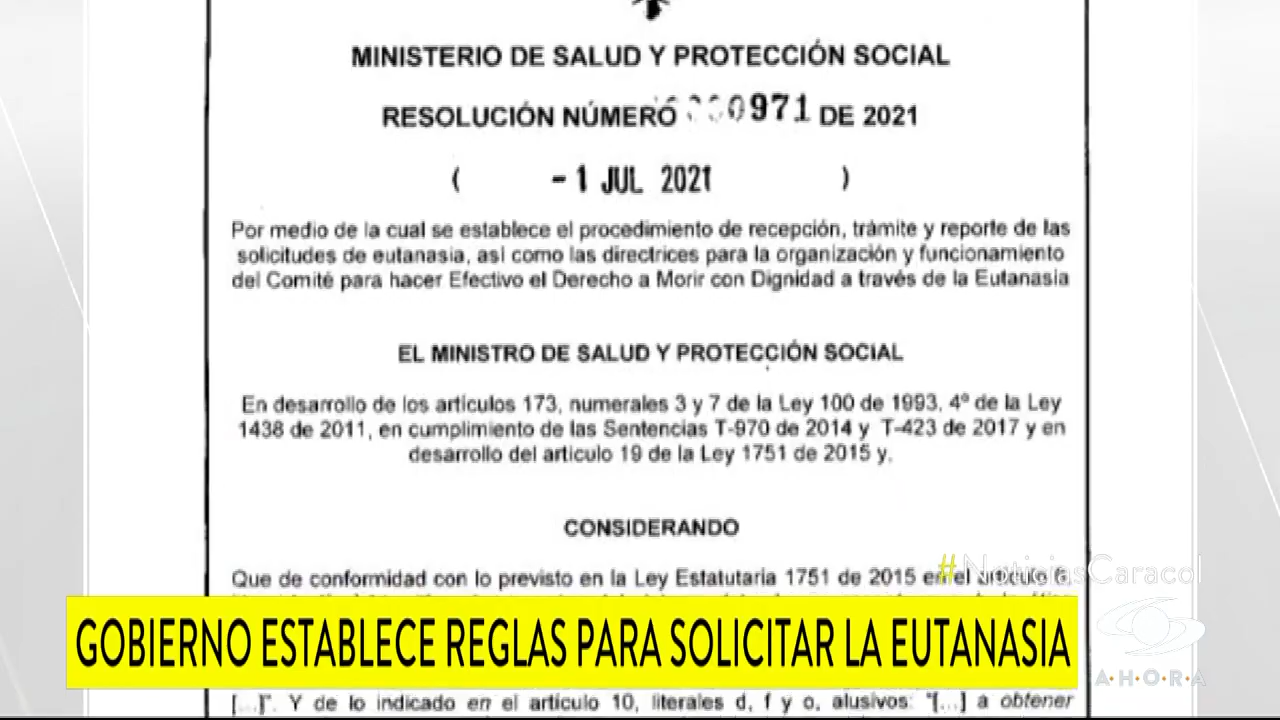 MINISTERIO DE SALUD Y PROTECCIÓN SOCIAL
RESOLUCIÓN NÚMERO 000971 DE 2021
( - 1 JUL 2021 )
Por medio de la cual se establece el procedimiento de recepción, trámite y reporte de las
solicitudes de eutanasia, así como las directrices para la organización y funcionamiento
del Comité para hacer Efectivo el Derecho a Morir con Dignidad a través de la Eutanasia
EL MINISTRO DE SALUD Y PROTECCIÓN SOCIAL
En desarrollo de los artículos 173, numerales 3 y 7 de la Ley 100 de 1993, 4º de la Ley
1438 de 2011, en cumplimiento de las Sentencias T-970 de 2014 y T-423 de 2017 y en
desarrollo del artículo 19 de la Ley 1751 de 2015 y,
CONSIDERANDO
Que de conformidad con lo previsto en la Ley Estatutaria 1751 de 2015 en el artículo 6,
#NoticiasCaracol
GOBIERNO ESTABLECE REGLAS PARA SOLICITAR LA EUTANASIA
AHORA
[...]". Y de lo indicado en el artículo 10, literales d, f y o, alusivos: "[...] a obtener